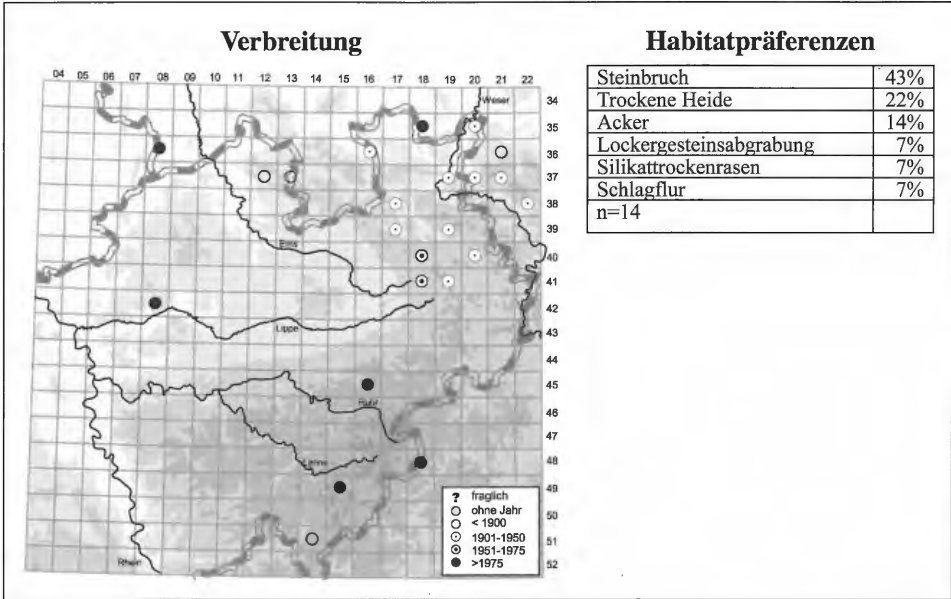 Verbreitung
04 05 06 07 08 09 10 10 12 13 14 15 16 17 18 19 20 21 22
34
Weser
35
36
37
38
39
Ems
40
41
42
Lippe
43
44
45
Ruhr
46
47
48
Lenne
49
50
51
Rhein
52
? fraglich
ohne Jahr
< 1900
1901-1950
1951-1975
>1975
Habitatpräferenzen
Steinbruch 43%
Trockene Heide 22%
Acker 14%
Lockergesteinsabgrabung 7%
Silikattrockenrasen 7%
Schlagflur 7%
n=14